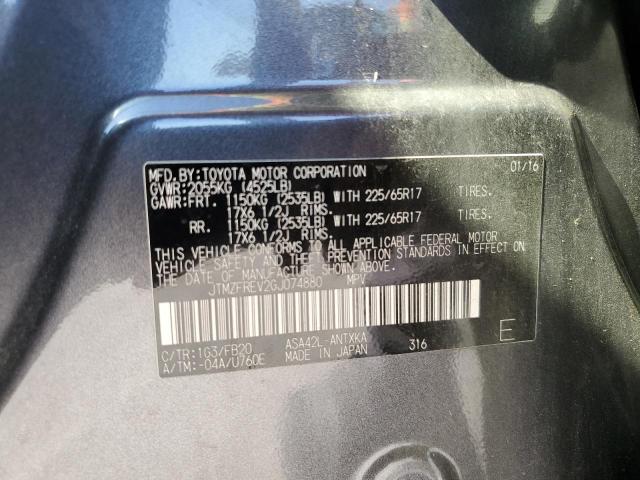 MFD.BY:TOYOTA MOTOR CORPORATION 01/16
GVWR:2055KG (4525LB)
GAWR:FRT. 1150KG (2535LB) WITH 225/65R17 TIRES.
17X6 1/2J RIMS.
RR. 1150KG (2535LB) WITH 225/65R17 TIRES.
17X6 1/2J RIMS.
THIS VEHICLE CONFORMS TO ALL APPLICABLE FEDERAL MOTOR
VEHICLE SAFETY AND THEFT PREVENTION STANDARDS IN EFFECT ON
THE DATE OF MANUFACTURE SHOWN ABOVE.
JTMZFREV2GJ074880 MPV
C/TR:1G3/FB20 ASA42L-ANTXKA 316 E
A/TM:-04A/U760E MADE IN JAPAN